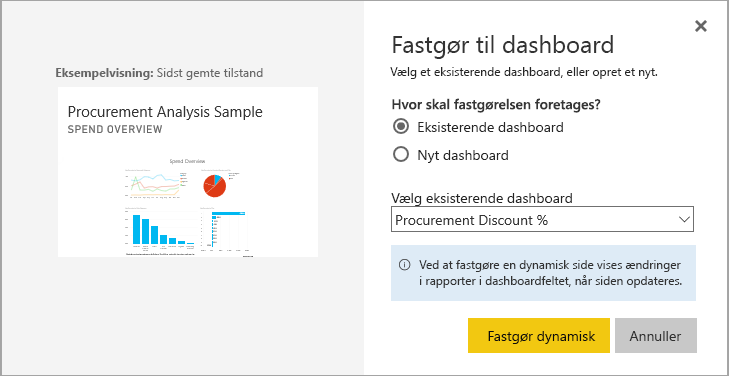 Eksempelvisning: Sidst gemte tilstand
Procurement Analysis Sample
SPEND OVERVIEW
Spend Overview
Fastgør til dashboard
Vælg et eksisterende dashboard, eller opret et nyt.
Hvor skal fastgørelsen foretages?
Eksisterende dashboard
Nyt dashboard
Vælg eksisterende dashboard
Procurement Discount %
Ved at fastgøre en dynamisk side vises ændringer
i rapporter i dashboardfeltet, når siden opdateres.
Fastgør dynamisk
Annuller